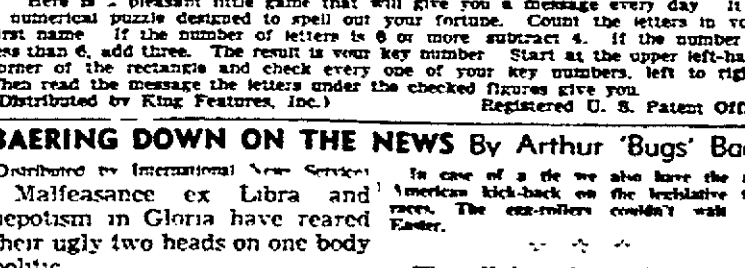 Here is a pleasant little game that will give you a message every day It
numerical puzzle designed to spell out your fortune. Count the letters in yo
irst name If the number of letters is 6 or more subtract 4. If the number
ess than 6, add three. The result is your key number Start at the upper left-ha
orner of the rectangle and check every one of your key numbers, left to righ
hen read the message the letters under the checked figures give you.
(Distributed by King Features, Inc.) Registered U. S. Patent Offi
BAERING DOWN ON THE NEWS By Arthur 'Bugs' Bae
Distributed by International News Service
Malfeasance ex Libra and
nepotism in Gloria have reared
their ugly two heads on one body
politic
In case of a tie we also have the
American kick-back on the legislative
races. The egg-rollers couldn't wait
Easter.